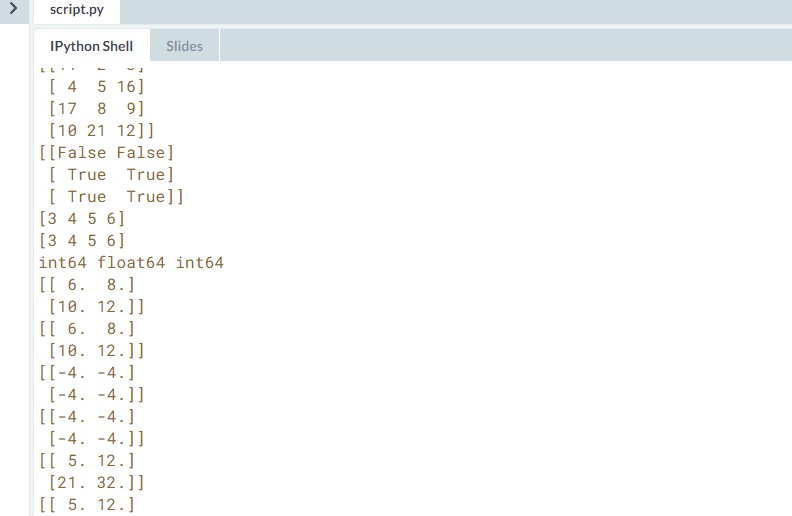 script.py
IPython Shell Slides
[ 4  5 16]
[17  8  9]
[10 21 12]]
[[False False]
[ True  True]
[ True  True]]
[3 4 5 6]
[3 4 5 6]
int64 float64 int64
[[ 6.  8.]
[10. 12.]]
[[ 6.  8.]
[10. 12.]]
[[-4. -4.]
[-4. -4.]]
[[-4. -4.]
[-4. -4.]]
[[ 5. 12.]
[21. 32.]]
[[ 5. 12.]